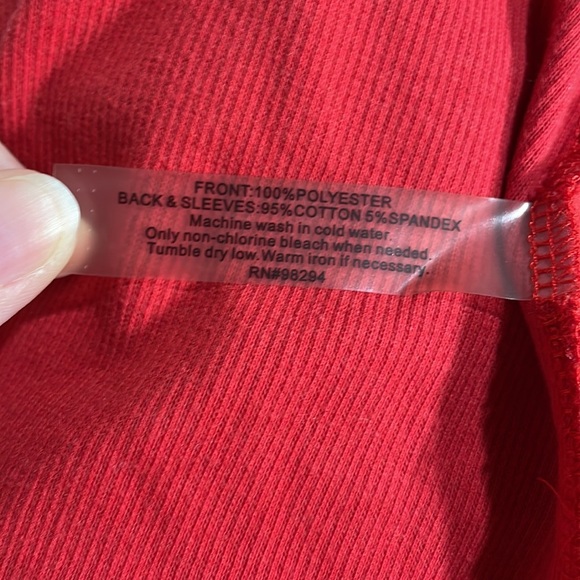 FRONT:100%POLYESTER
BACK & SLEEVES:95%COTTON 5%SPANDEX
Machine wash in cold water.
Only non-chlorine bleach when needed.
Tumble dry low. Warm iron if necessary.
RN#98294